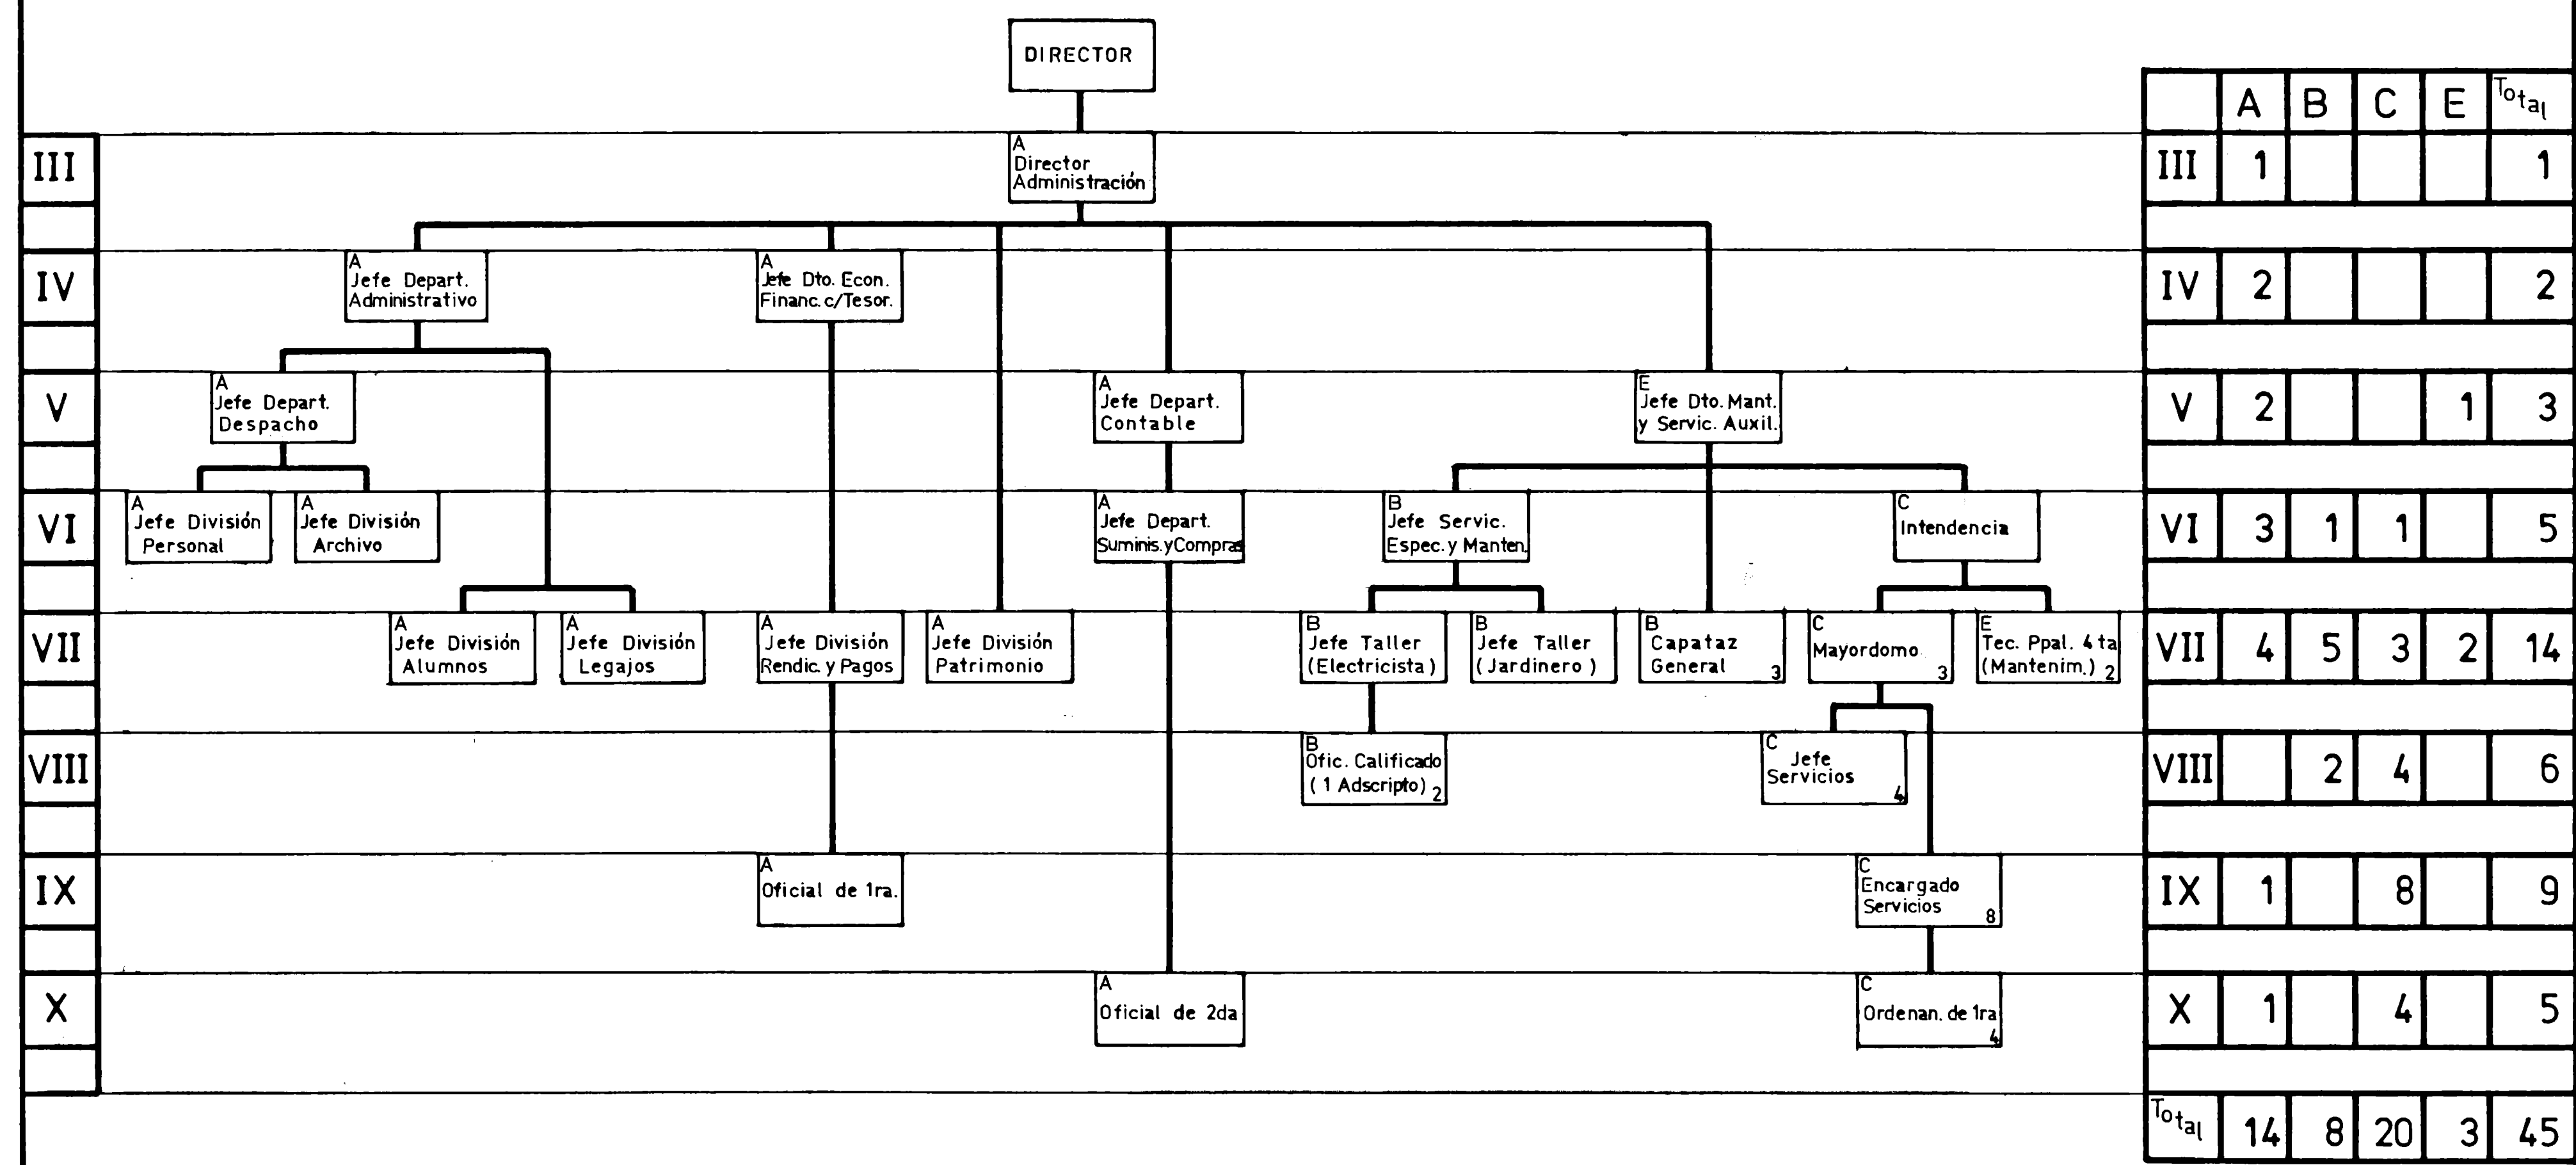 DIRECTOR
A B C E Total
III
A
Director
Administración
III 1 1
IV
A
Jefe Depart.
Administrativo
A
Jefe Dto. Econ.
Financ. c/Tesor.
IV 2 2
V
A
Jefe Depart.
Despacho
A
Jefe Depart.
Contable
E
Jefe Dto. Mant.
y Servic. Auxil.
V 2 1 3
VI
A
Jefe División
Personal
A
Jefe División
Archivo
A
Jefe Depart.
Suminis. y Compras
B
Jefe Servic.
Espec. y Manten.
C
Intendencia
VI 3 1 1 5
VII
A
Jefe División
Alumnos
A
Jefe División
Legajos
A
Jefe División
Rendic. y Pagos
A
Jefe División
Patrimonio
B
Jefe Taller
(Electricista)
B
Jefe Taller
(Jardinero)
B
Capataz
General 3
C
Mayordomo
3
E
Tec. Ppal. 4ta
(Mantenim.) 2
VII 4 5 3 2 14
VIII
B
Ofic. Calificado
(1 Adscripto) 2
C
Jefe
Servicios
4
VIII 2 4 6
IX
A
Oficial de 1ra.
C
Encargado
Servicios
8
IX 1 8 9
X
A
Oficial de 2da
C
Ordenan. de 1ra
4
X 1 4 5
Total 14 8 20 3 45